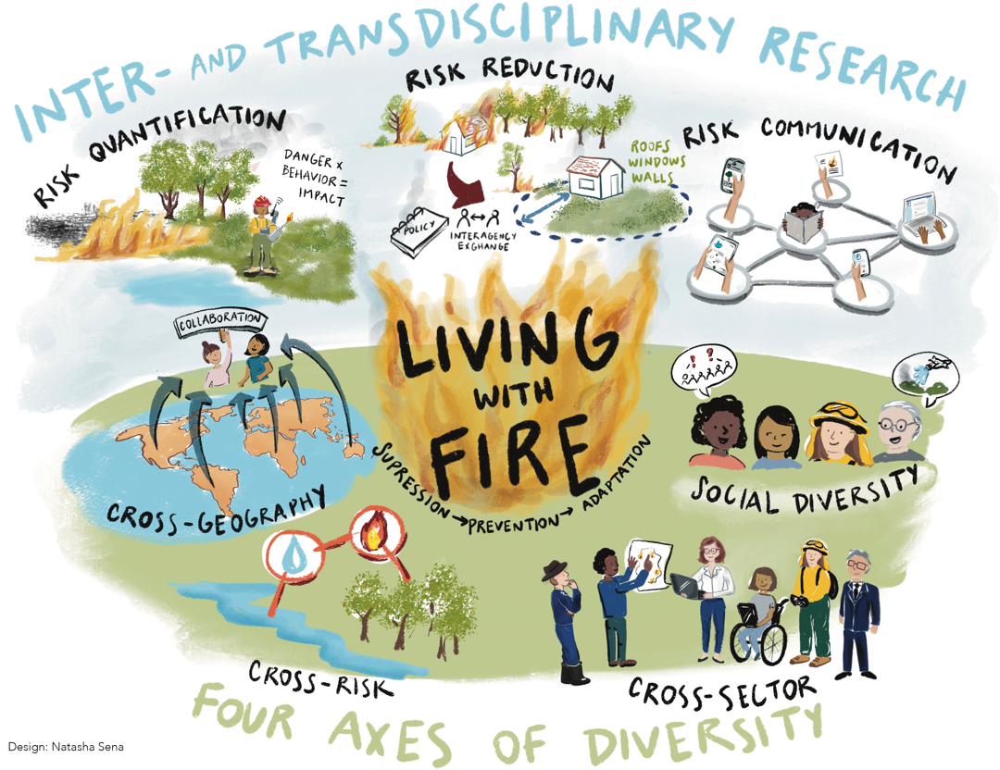 INTER- AND TRANSDISCIPLINARY RESEARCH
RISK QUANTIFICATION
DANGER x
BEHAVIOR =
IMPACT
RISK REDUCTION
ROOFS
WINDOWS
WALLS
POLICY
INTERAGENCY
EXCHANGE
RISK COMMUNICATION
COLLABORATION
CROSS-GEOGRAPHY
LIVING
WITH
FIRE
SUPRESSION → PREVENTION → ADAPTATION
! ?
SOCIAL DIVERSITY
CROSS-RISK
CROSS-SECTOR
FOUR AXES OF DIVERSITY
Design: Natasha Sena